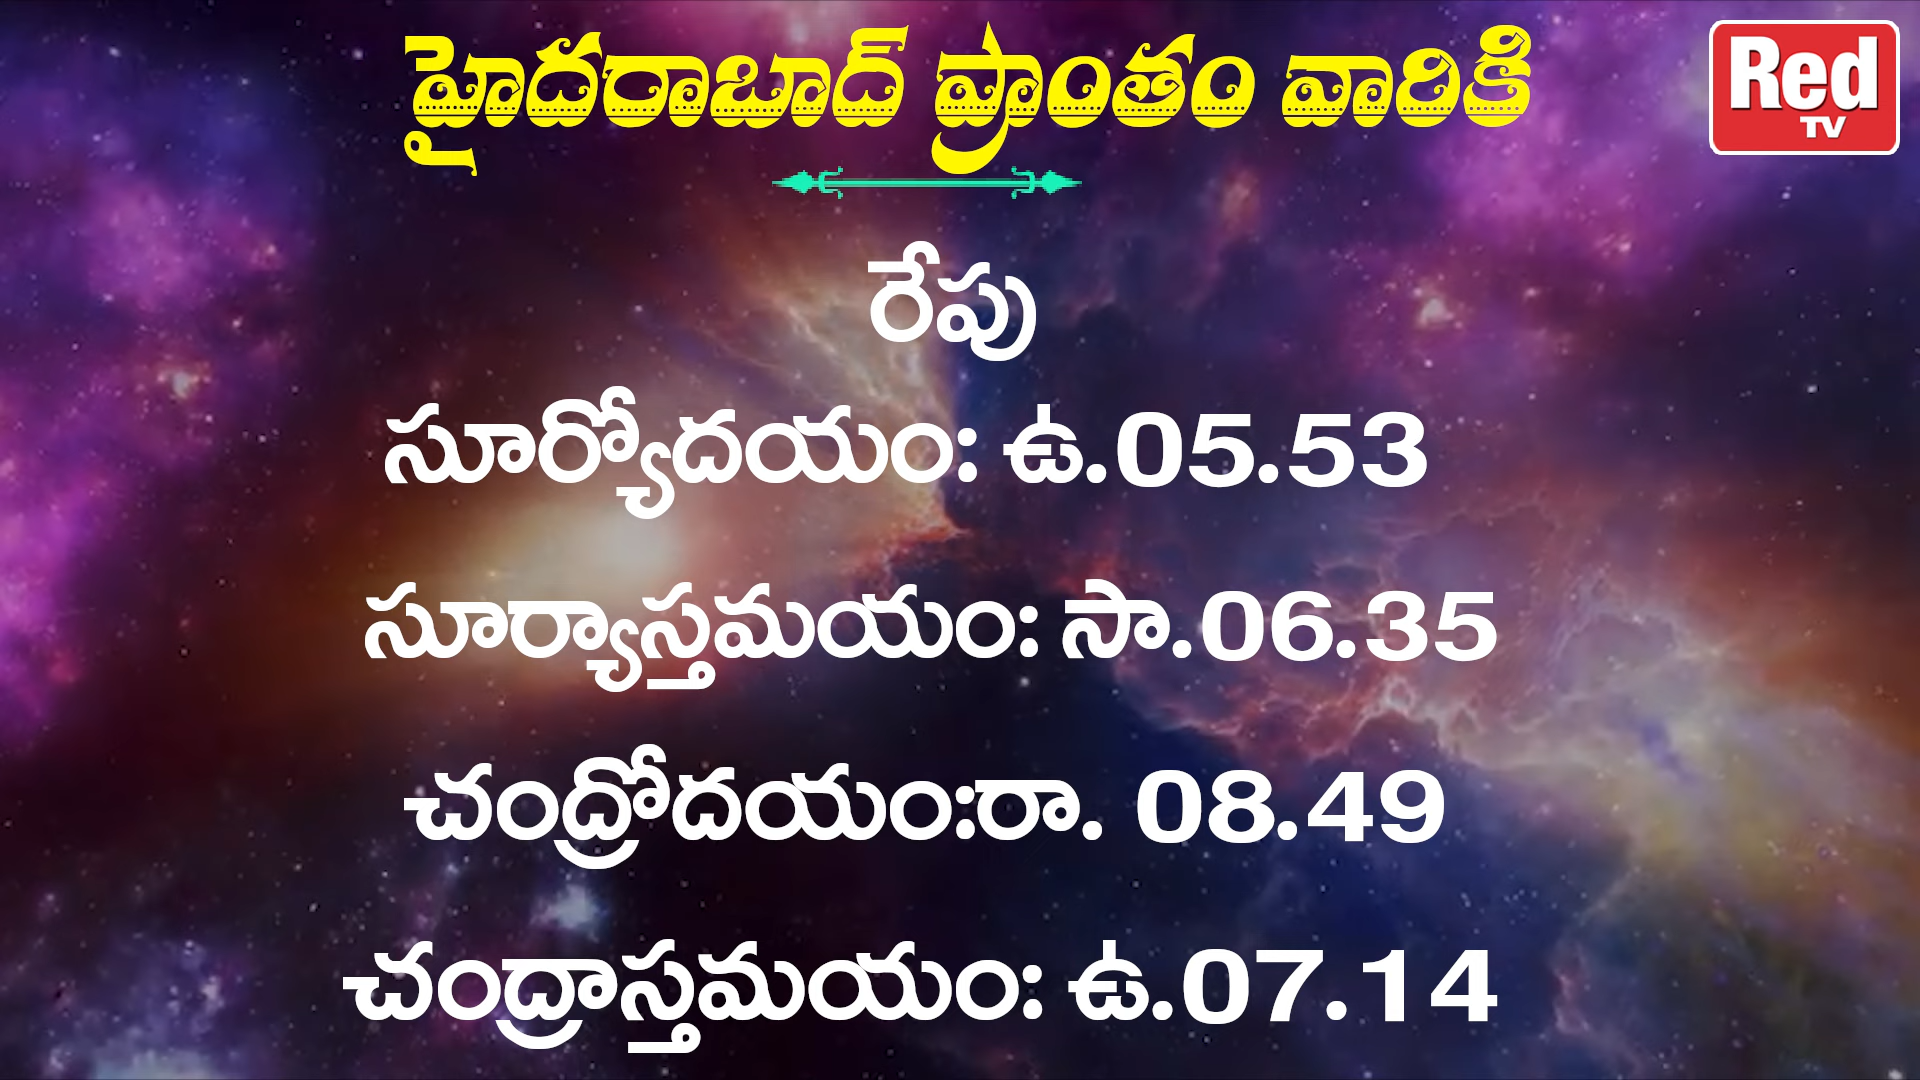 హైదరాబాద్ ప్రాంతం వారికి
Red
TV
రేపు
సూర్యోదయం: ఉ.05.53
సూర్యాస్తమయం: సా.06.35
చంద్రోదయం:రా. 08.49
చంద్రాస్తమయం: ఉ.07.14